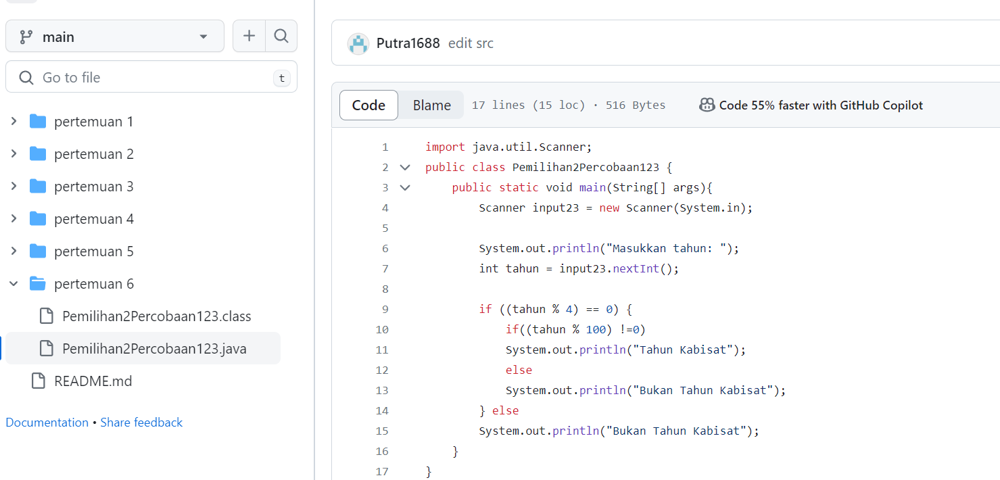 main
Go to file
t
pertemuan 1
pertemuan 2
pertemuan 3
pertemuan 4
pertemuan 5
pertemuan 6
Pemilihan2Percobaan123.class
Pemilihan2Percobaan123.java
README.md
Documentation • Share feedback
Putra1688 edit src
Code Blame 17 lines (15 loc) · 516 Bytes Code 55% faster with GitHub Copilot
1 import java.util.Scanner;
2 public class Pemilihan2Percobaan123 {
3 public static void main(String[] args){
4 Scanner input23 = new Scanner(System.in);
5
6 System.out.println("Masukkan tahun: ");
7 int tahun = input23.nextInt();
8
9 if ((tahun % 4) == 0) {
10 if((tahun % 100) !=0)
11 System.out.println("Tahun Kabisat");
12 else
13 System.out.println("Bukan Tahun Kabisat");
14 } else
15 System.out.println("Bukan Tahun Kabisat");
16 }
17 }